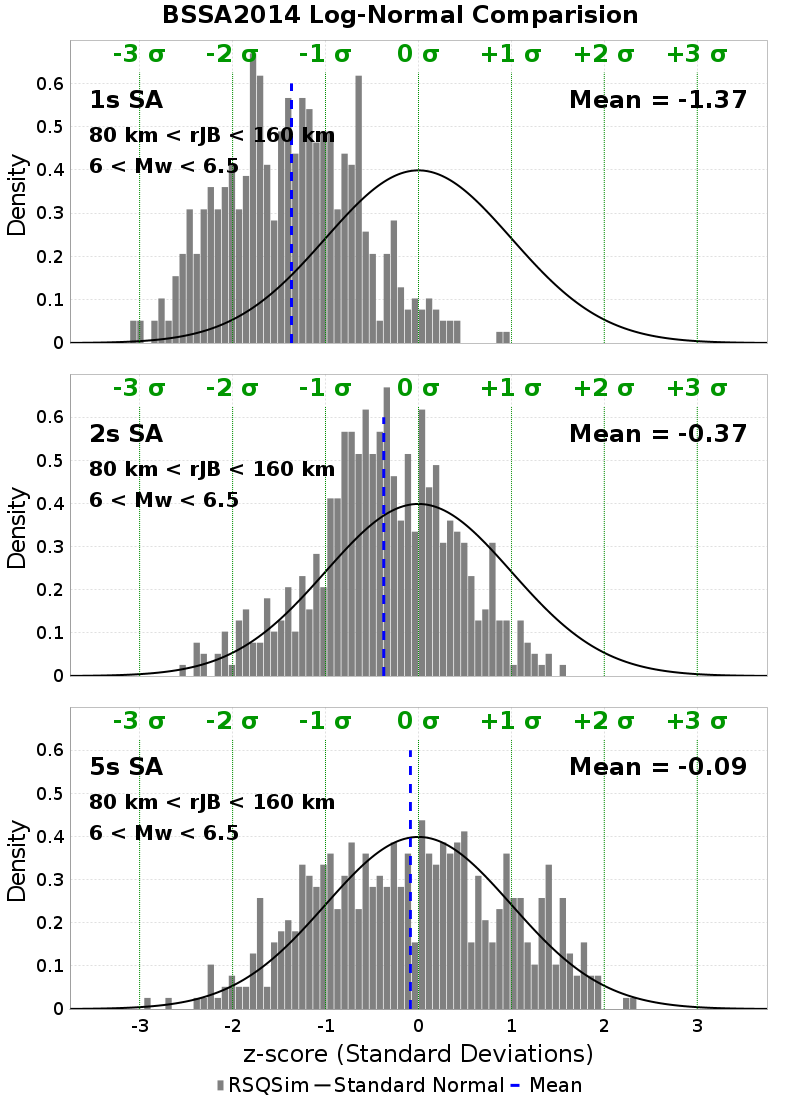 BSSA2014 Log-Normal Comparision
-3 σ -2 σ -1 σ 0 σ +1 σ +2 σ +3 σ
1s SA
Mean = -1.37
80 km < rJB < 160 km
6 < Mw < 6.5
0.6
0.5
0.4
0.3
0.2
0.1
0
Density
-3 σ -2 σ -1 σ 0 σ +1 σ +2 σ +3 σ
2s SA
Mean = -0.37
80 km < rJB < 160 km
6 < Mw < 6.5
0.6
0.5
0.4
0.3
0.2
0.1
0
Density
-3 σ -2 σ -1 σ 0 σ +1 σ +2 σ +3 σ
5s SA
Mean = -0.09
80 km < rJB < 160 km
6 < Mw < 6.5
0.6
0.5
0.4
0.3
0.2
0.1
0
Density
-3 -2 -1 0 1 2 3
z-score (Standard Deviations)
RSQSim Standard Normal Mean